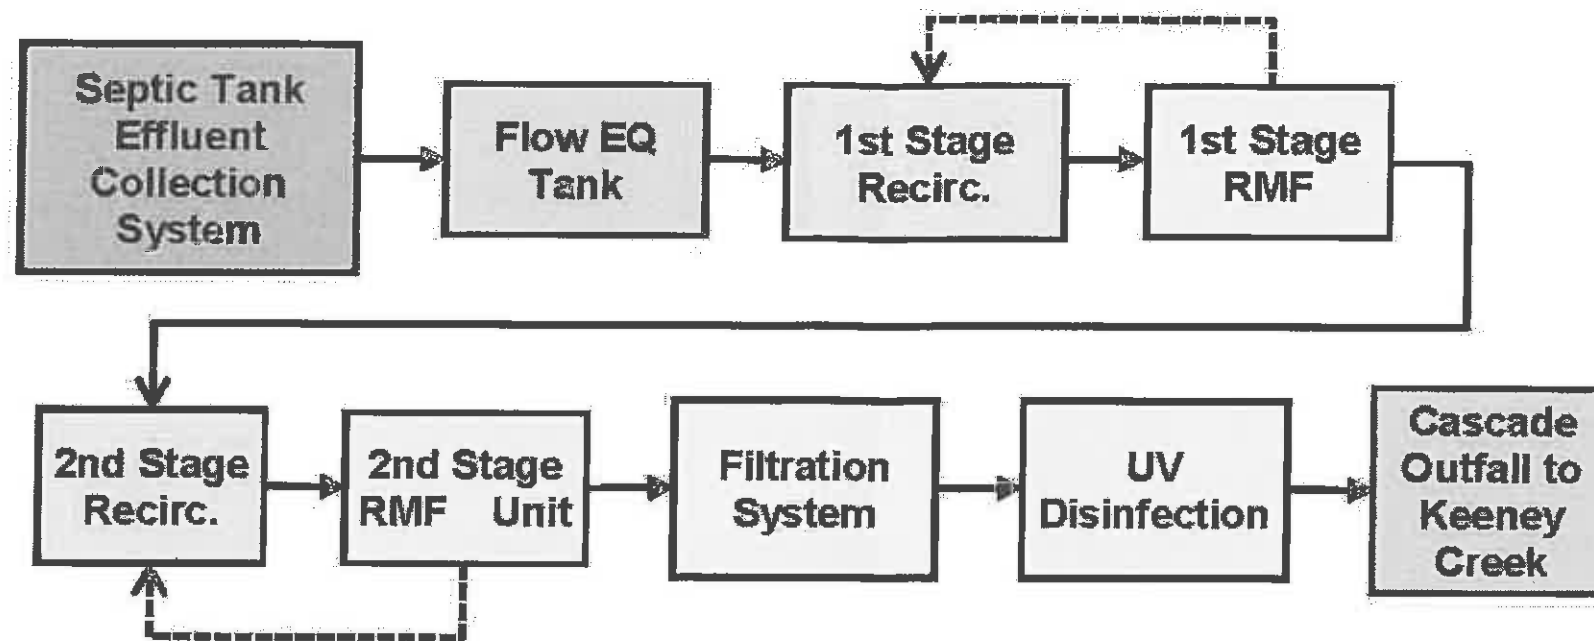 Septic Tank
Effluent
Collection
System
Flow EQ
Tank
1st Stage
Recirc.
1st Stage
RMF
2nd Stage
Recirc.
2nd Stage
RMF Unit
Filtration
System
UV
Disinfection
Cascade
Outfall to
Keeney
Creek